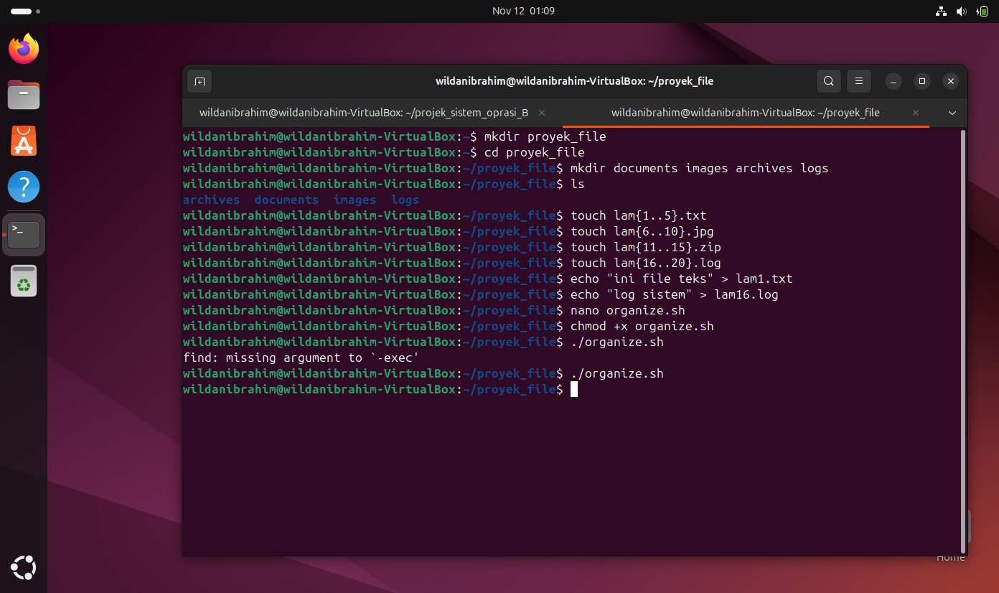 Nov 12 01:09
wildanibrahim@wildanibrahim-VirtualBox: ~/proyek_file
wildanibrahim@wildanibrahim-VirtualBox: ~/projek_sistem_oprasi_B
wildanibrahim@wildanibrahim-VirtualBox: ~/proyek_file
wildanibrahim@wildanibrahim-VirtualBox:~$ mkdir proyek_file
wildanibrahim@wildanibrahim-VirtualBox:~$ cd proyek_file
wildanibrahim@wildanibrahim-VirtualBox:~/proyek_file$ mkdir documents images archives logs
wildanibrahim@wildanibrahim-VirtualBox:~/proyek_file$ ls
archives  documents  images  logs
wildanibrahim@wildanibrahim-VirtualBox:~/proyek_file$ touch lam{1..5}.txt
wildanibrahim@wildanibrahim-VirtualBox:~/proyek_file$ touch lam{6..10}.jpg
wildanibrahim@wildanibrahim-VirtualBox:~/proyek_file$ touch lam{11..15}.zip
wildanibrahim@wildanibrahim-VirtualBox:~/proyek_file$ touch lam{16..20}.log
wildanibrahim@wildanibrahim-VirtualBox:~/proyek_file$ echo "ini file teks" > lam1.txt
wildanibrahim@wildanibrahim-VirtualBox:~/proyek_file$ echo "log sistem" > lam16.log
wildanibrahim@wildanibrahim-VirtualBox:~/proyek_file$ nano organize.sh
wildanibrahim@wildanibrahim-VirtualBox:~/proyek_file$ chmod +x organize.sh
wildanibrahim@wildanibrahim-VirtualBox:~/proyek_file$ ./organize.sh
find: missing argument to `-exec'
wildanibrahim@wildanibrahim-VirtualBox:~/proyek_file$ ./organize.sh
wildanibrahim@wildanibrahim-VirtualBox:~/proyek_file$
Home